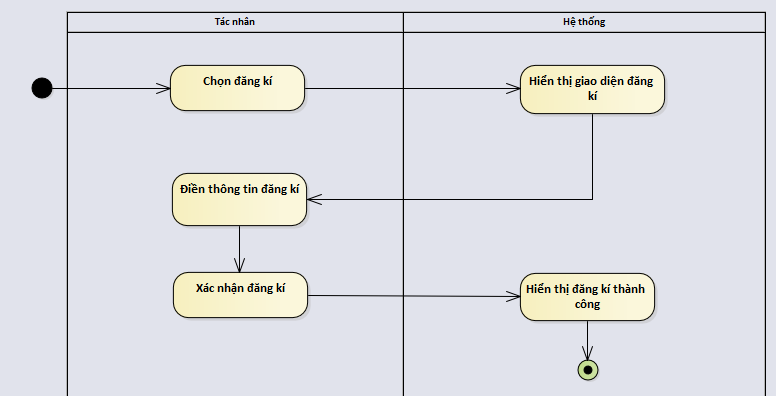 Tác nhân
Hệ thống
Chọn đăng kí
Hiển thị giao diện đăng
kí
Điền thông tin đăng kí
Xác nhận đăng kí
Hiển thị đăng kí thành
công